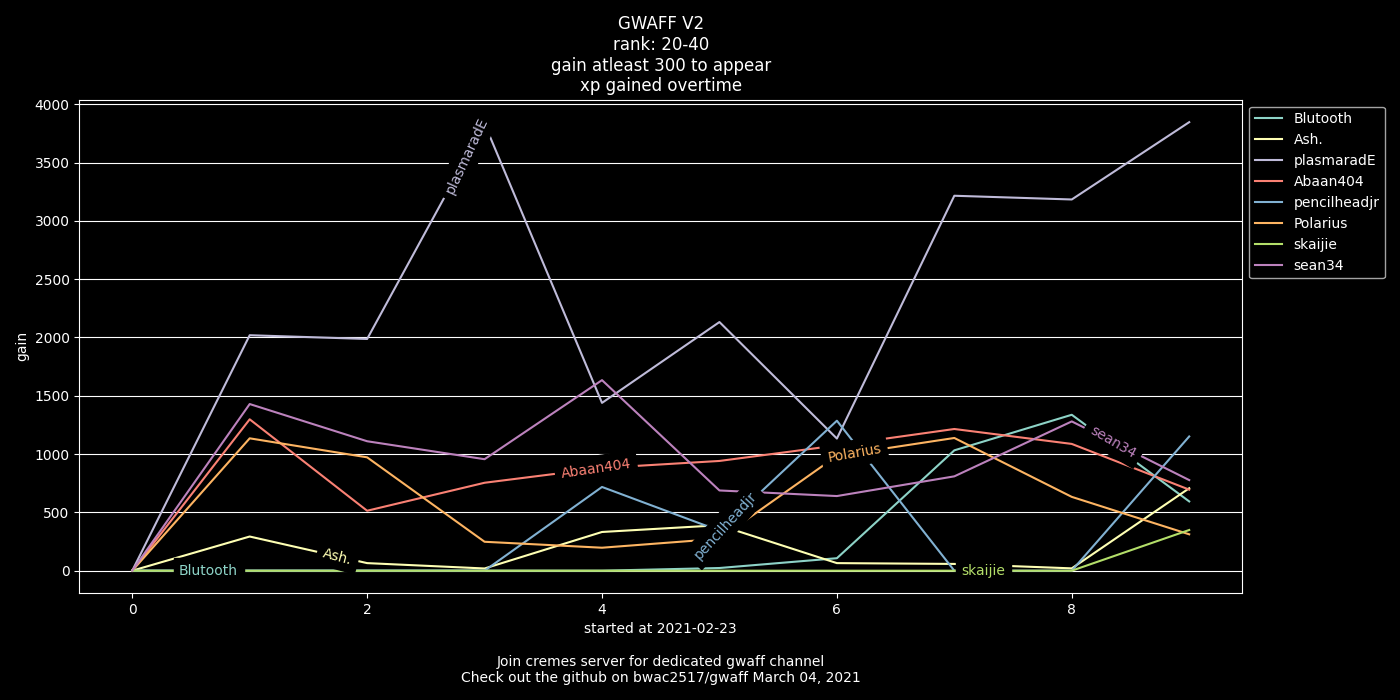 GWAFF V2
rank: 20-40
gain atleast 300 to appear
xp gained overtime
4000
3500
3000
2500
2000
1500
1000
500
0
gain
plasmaradE
Abaan404
Ash.
Blutooth
pencilheadjr
Polarius
skaijie
sean34
Blutooth
Ash.
plasmaradE
Abaan404
pencilheadjr
Polarius
skaijie
sean34
0 2 4 6 8
started at 2021-02-23
Join cremes server for dedicated gwaff channel
Check out the github on bwac2517/gwaff March 04, 2021